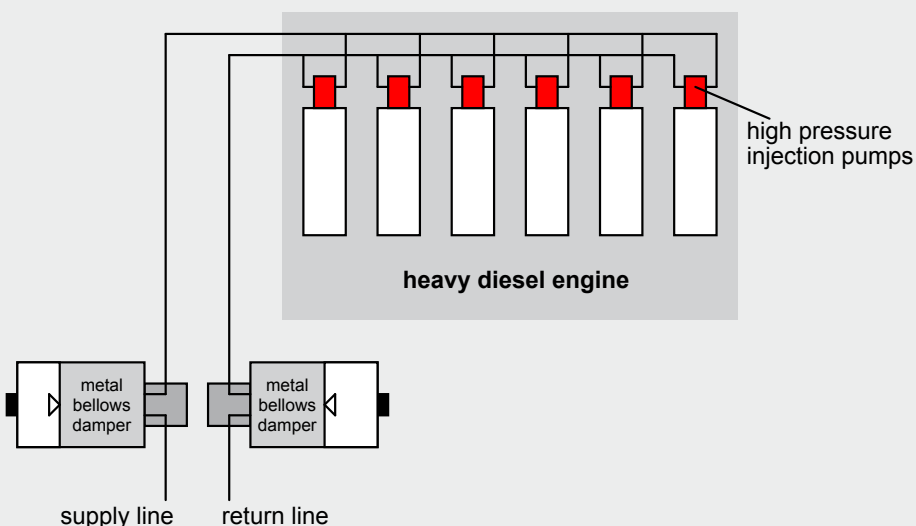 high pressure
injection pumps
heavy diesel engine
metal
bellows
damper
metal
bellows
damper
supply line
return line